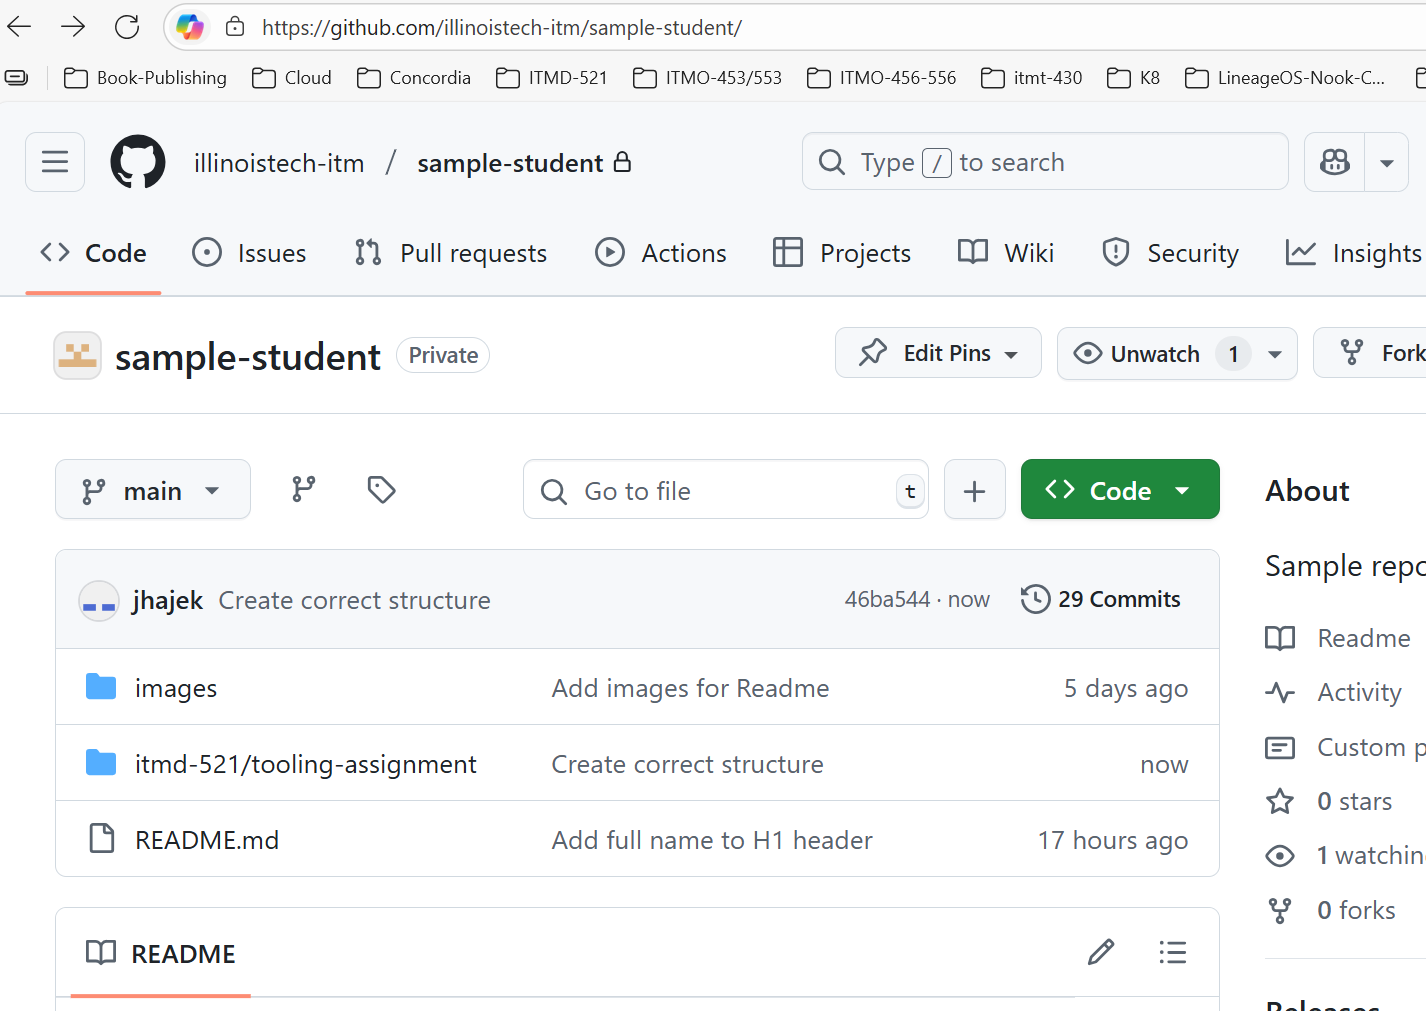 https://github.com/illinoistech-itm/sample-student/
Book-Publishing Cloud Concordia ITMD-521 ITMO-453/553 ITMO-456-556 itmt-430 K8 LineageOS-Nook-C...
illinoistech-itm / sample-student Type / to search
Code Issues Pull requests Actions Projects Wiki Security Insights
sample-student Private Edit Pins Unwatch 1 Fork
main Go to file t Code About
Sample repo
jhajek Create correct structure 46ba544 · now 29 Commits
Readme
images Add images for Readme 5 days ago
Activity
itmd-521/tooling-assignment Create correct structure now
Custom p
0 stars
README.md Add full name to H1 header 17 hours ago
1 watchin
0 forks
README
Releases